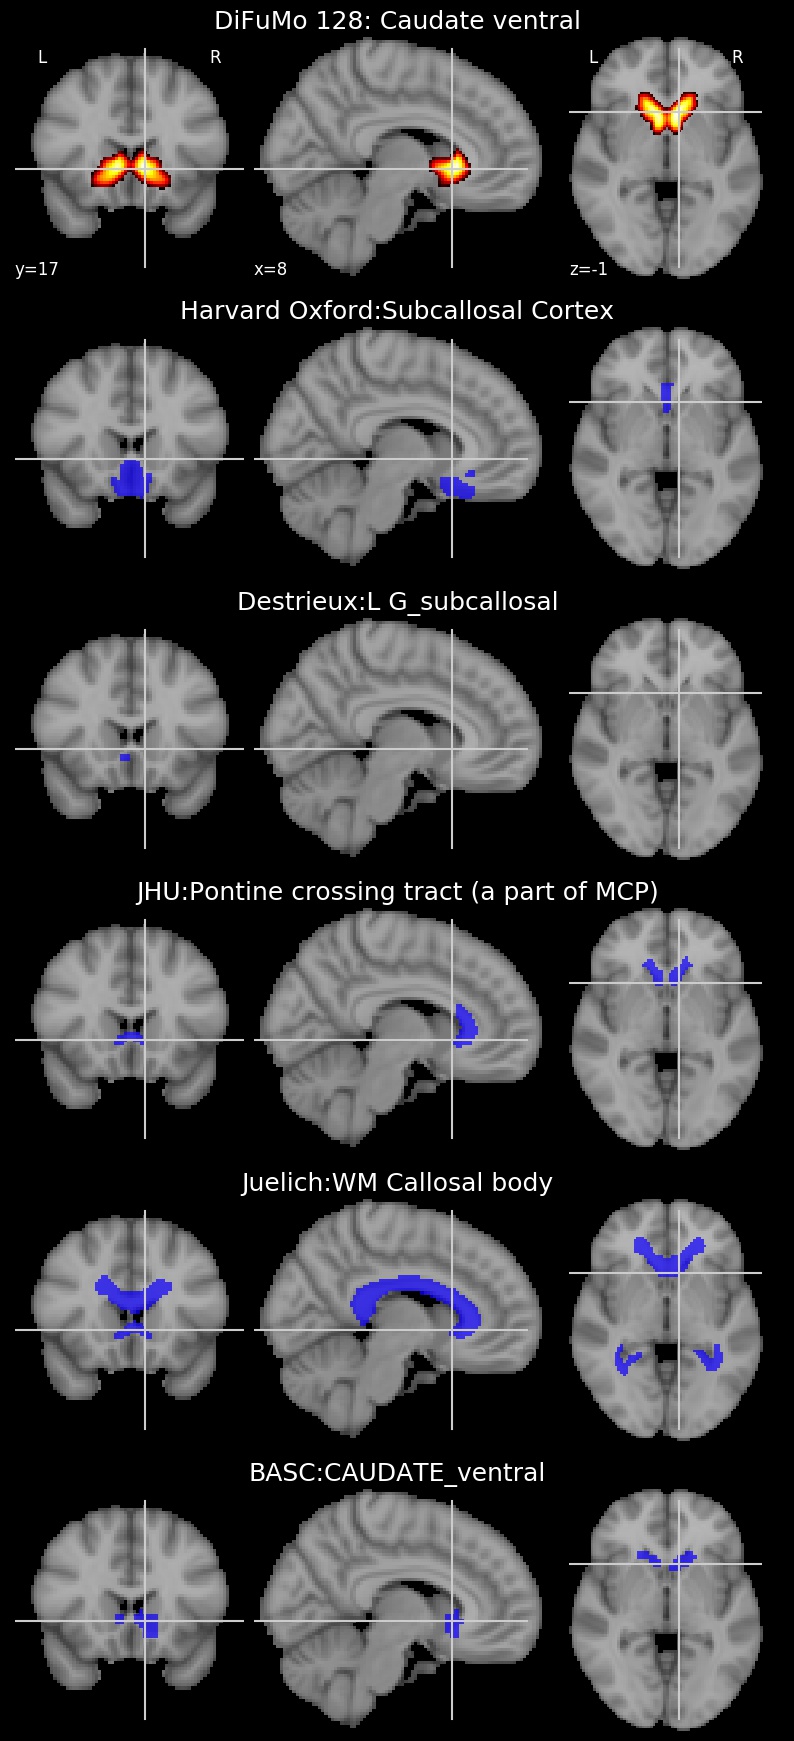 DiFuMo 128: Caudate ventral
L R L R
y=17 x=8 z=-1
Harvard Oxford:Subcallosal Cortex
Destrieux:L G_subcallosal
JHU:Pontine crossing tract (a part of MCP)
Juelich:WM Callosal body
BASC:CAUDATE_ventral